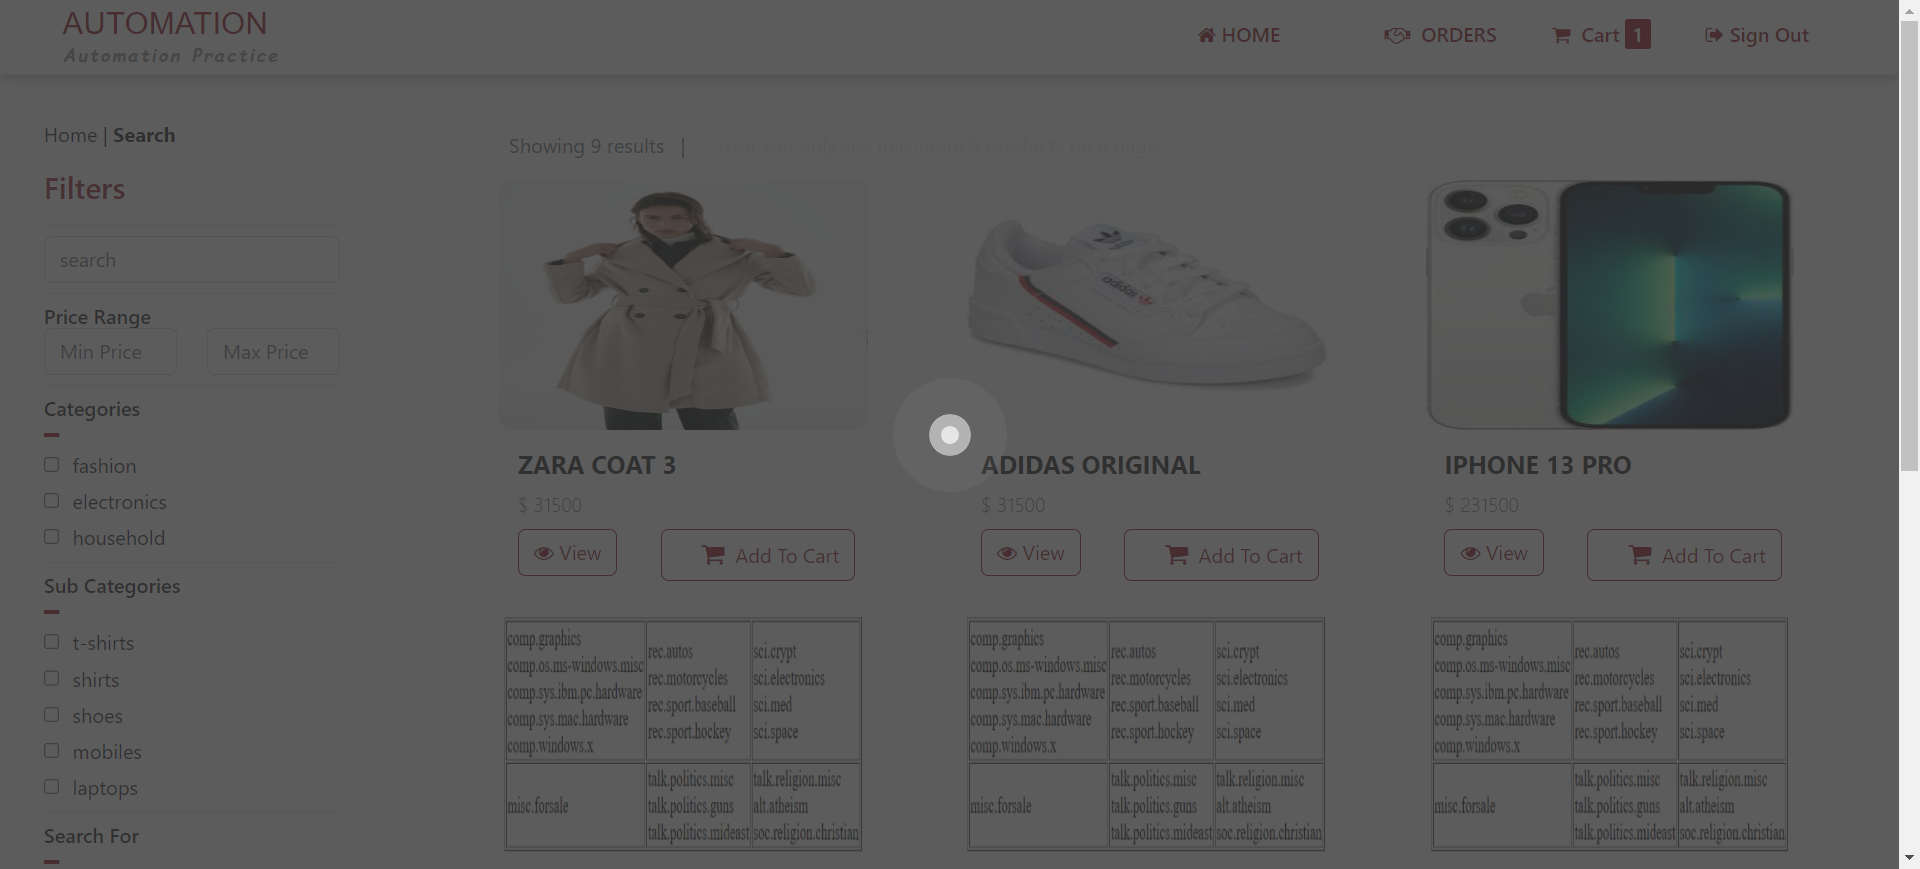 AUTOMATION
Automation Practice
HOME
ORDERS
Cart 1
Sign Out
Home | Search
Filters
search
Price Range
Min Price
Max Price
Categories
fashion
electronics
household
Sub Categories
t-shirts
shirts
shoes
mobiles
laptops
Search For
Showing 9 results |
adidas
ZARA COAT 3
$ 31500
View
Add To Cart
ADIDAS ORIGINAL
$ 31500
View
Add To Cart
IPHONE 13 PRO
$ 231500
View
Add To Cart
comp.graphics
comp.os.ms-windows.misc
comp.sys.ibm.pc.hardware
comp.sys.mac.hardware
comp.windows.x
rec.autos
rec.motorcycles
rec.sport.baseball
rec.sport.hockey
sci.crypt
sci.electronics
sci.med
sci.space
misc.forsale
talk.politics.misc
talk.politics.guns
talk.politics.mideast
talk.religion.misc
alt.atheism
soc.religion.christian
comp.graphics
comp.os.ms-windows.misc
comp.sys.ibm.pc.hardware
comp.sys.mac.hardware
comp.windows.x
rec.autos
rec.motorcycles
rec.sport.baseball
rec.sport.hockey
sci.crypt
sci.electronics
sci.med
sci.space
misc.forsale
talk.politics.misc
talk.politics.guns
talk.politics.mideast
talk.religion.misc
alt.atheism
soc.religion.christian
comp.graphics
comp.os.ms-windows.misc
comp.sys.ibm.pc.hardware
comp.sys.mac.hardware
comp.windows.x
rec.autos
rec.motorcycles
rec.sport.baseball
rec.sport.hockey
sci.crypt
sci.electronics
sci.med
sci.space
misc.forsale
talk.politics.misc
talk.politics.guns
talk.politics.mideast
talk.religion.misc
alt.atheism
soc.religion.christian